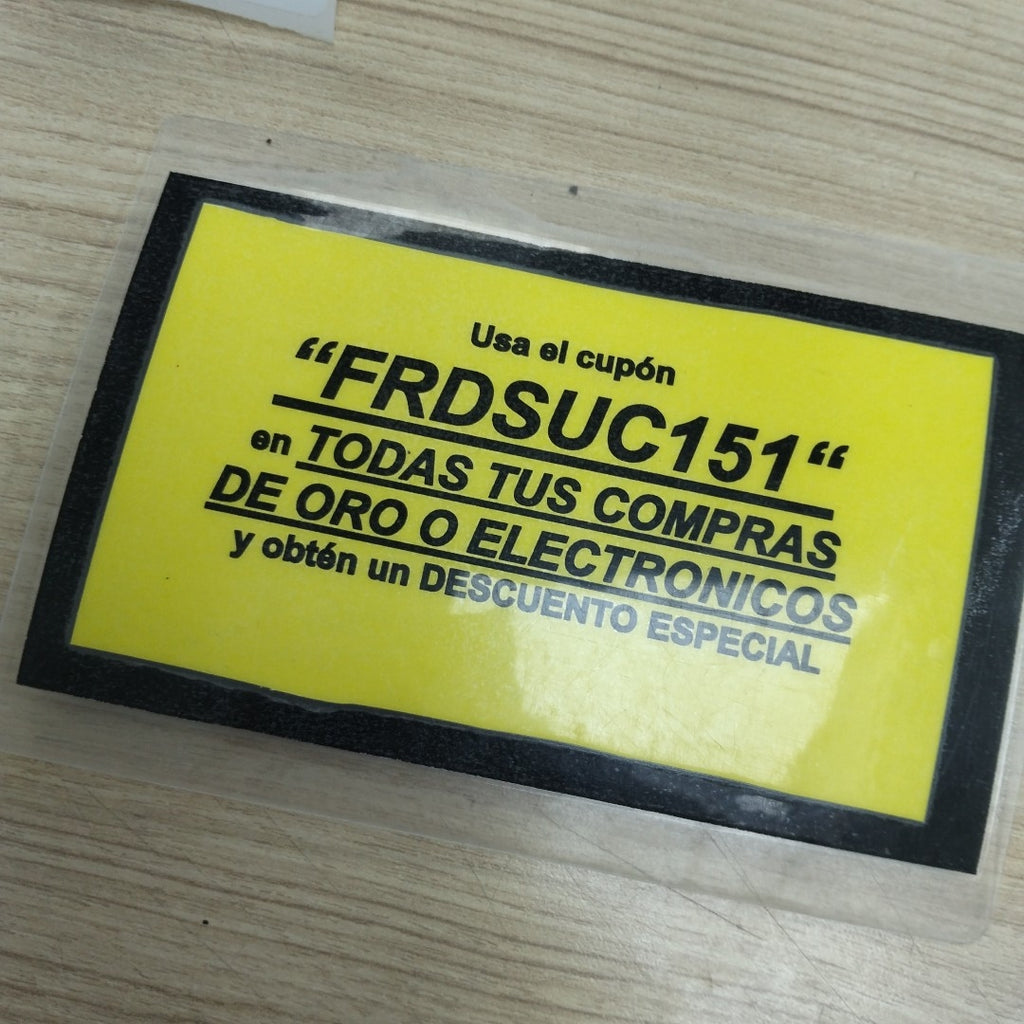 Usa el cupón
“FRDSUC151“
en TODAS TUS COMPRAS
DE ORO O ELECTRONICOS
y obtén un DESCUENTO ESPECIAL